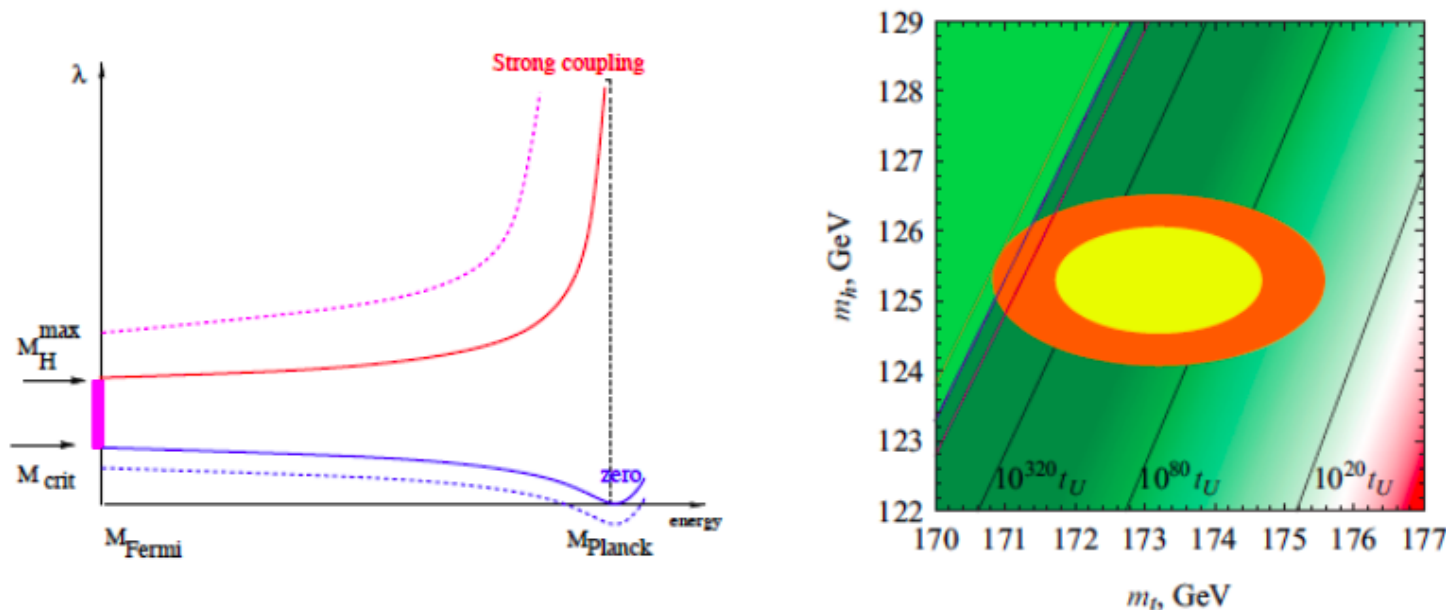 Strong coupling
λ
M_H^max
M_crit
zero
energy
M_Fermi
M_Planck
129
128
127
126
125
124
123
122
m_h, GeV
10^320 t_U
10^80 t_U
10^20 t_U
170 171 172 173 174 175 176 177
m_t, GeV